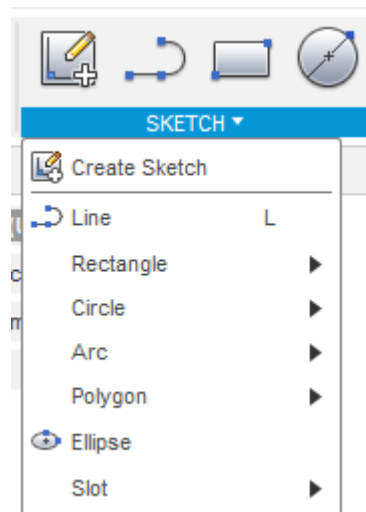 SKETCH
Create Sketch
Line L
Rectangle
Circle
Arc
Polygon
Ellipse
Slot